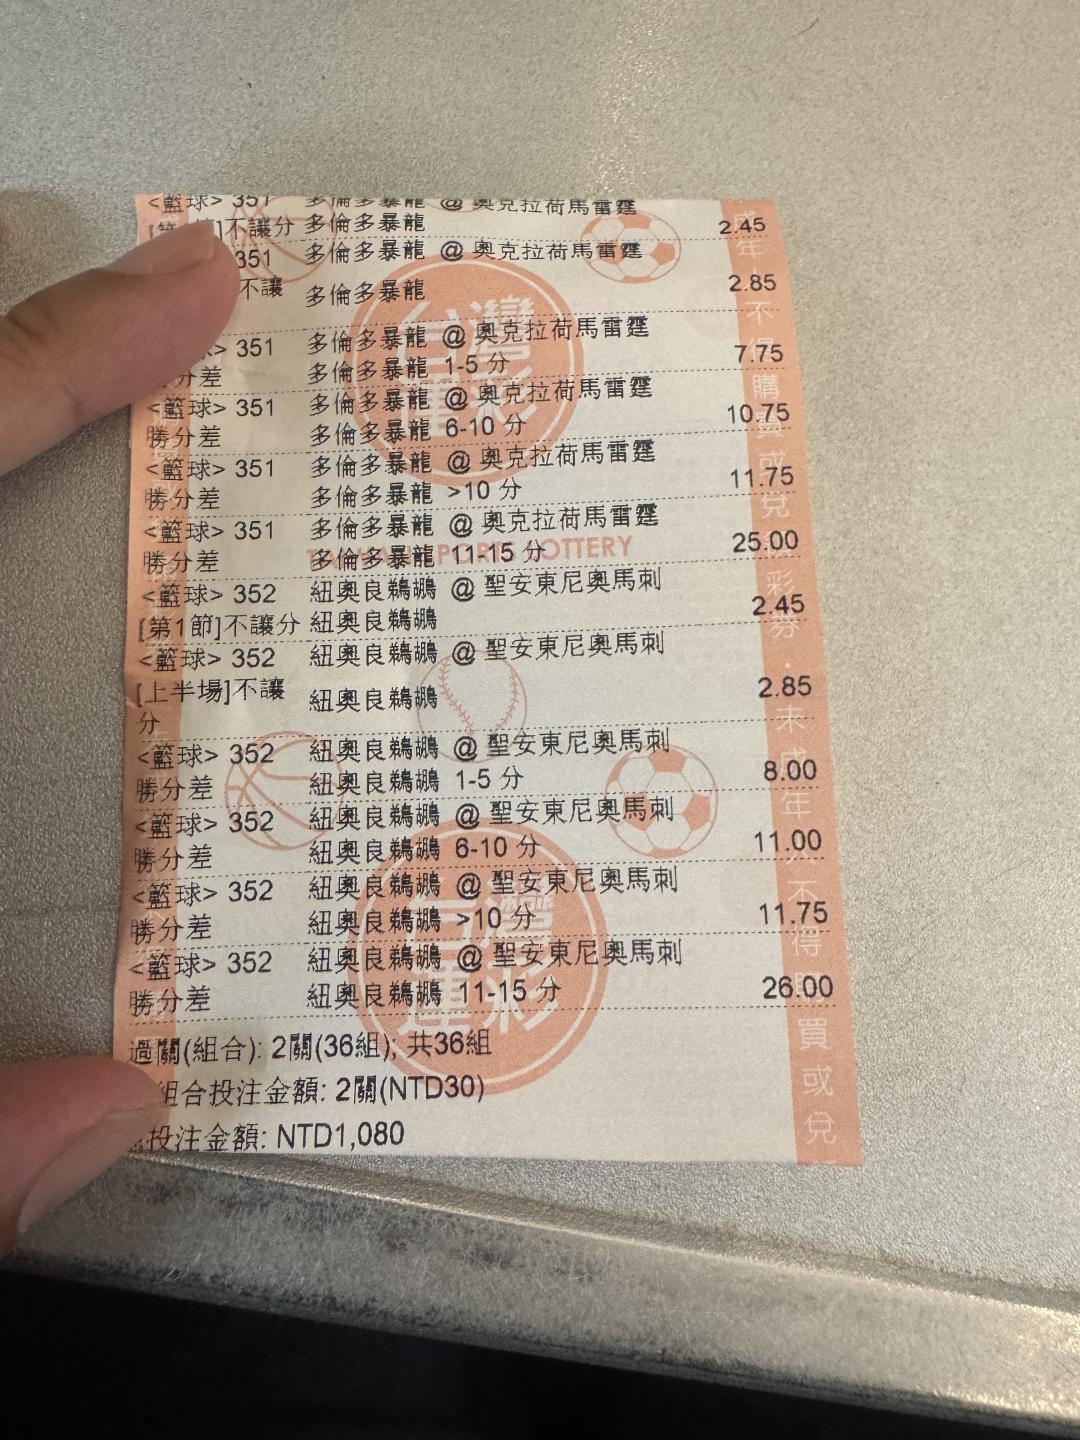 <籃球> 351 多倫多暴龍 @ 奧克拉荷馬雷霆
]不讓分 多倫多暴龍 2.45
351 多倫多暴龍 @ 奧克拉荷馬雷霆
不讓 多倫多暴龍 2.85
> 351 多倫多暴龍 @ 奧克拉荷馬雷霆
分差 多倫多暴龍 1-5 分 7.75
<籃球> 351 多倫多暴龍 @ 奧克拉荷馬雷霆
勝分差 多倫多暴龍 6-10 分 10.75
<籃球> 351 多倫多暴龍 @ 奧克拉荷馬雷霆
勝分差 多倫多暴龍 >10 分 11.75
<籃球> 351 多倫多暴龍 @ 奧克拉荷馬雷霆
勝分差 多倫多暴龍 11-15 分 25.00
<籃球> 352 紐奧良鵜鶘 @ 聖安東尼奧馬刺
[第1節]不讓分 紐奧良鵜鶘 2.45
<籃球> 352 紐奧良鵜鶘 @ 聖安東尼奧馬刺
[上半場]不讓
分 紐奧良鵜鶘 2.85
<籃球> 352 紐奧良鵜鶘 @ 聖安東尼奧馬刺
勝分差 紐奧良鵜鶘 1-5 分 8.00
<籃球> 352 紐奧良鵜鶘 @ 聖安東尼奧馬刺
勝分差 紐奧良鵜鶘 6-10 分 11.00
<籃球> 352 紐奧良鵜鶘 @ 聖安東尼奧馬刺
勝分差 紐奧良鵜鶘 >10 分 11.75
<籃球> 352 紐奧良鵜鶘 @ 聖安東尼奧馬刺
勝分差 紐奧良鵜鶘 11-15 分 26.00
過關(組合): 2關(36組); 共36組
組合投注金額: 2關(NTD30)
投注金額: NTD1,080
台灣運彩
台灣運彩